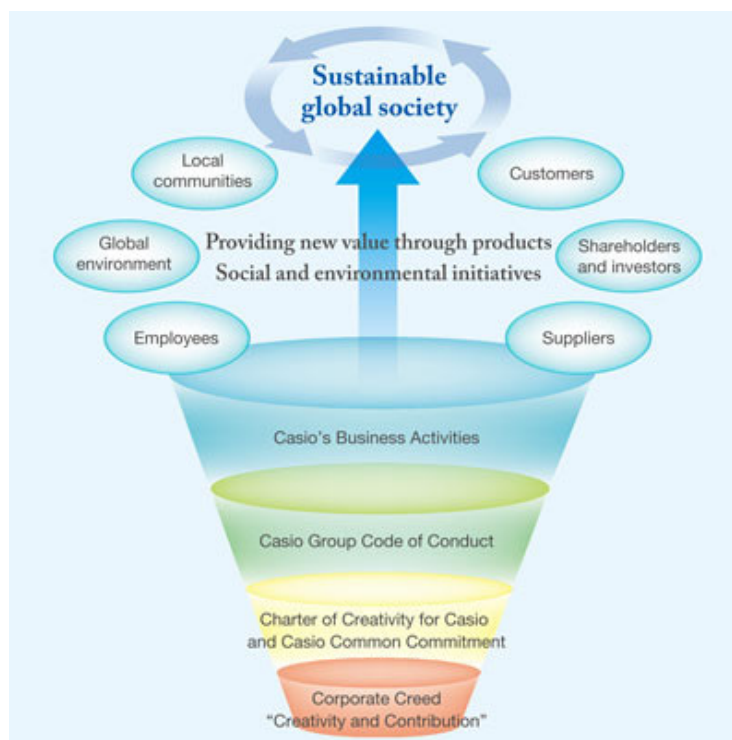 Sustainable
global society
Local
communities
Customers
Global
environment
Providing new value through products
Social and environmental initiatives
Shareholders
and investors
Employees
Suppliers
Casio's Business Activities
Casio Group Code of Conduct
Charter of Creativity for Casio
and Casio Common Commitment
Corporate Creed
"Creativity and Contribution"